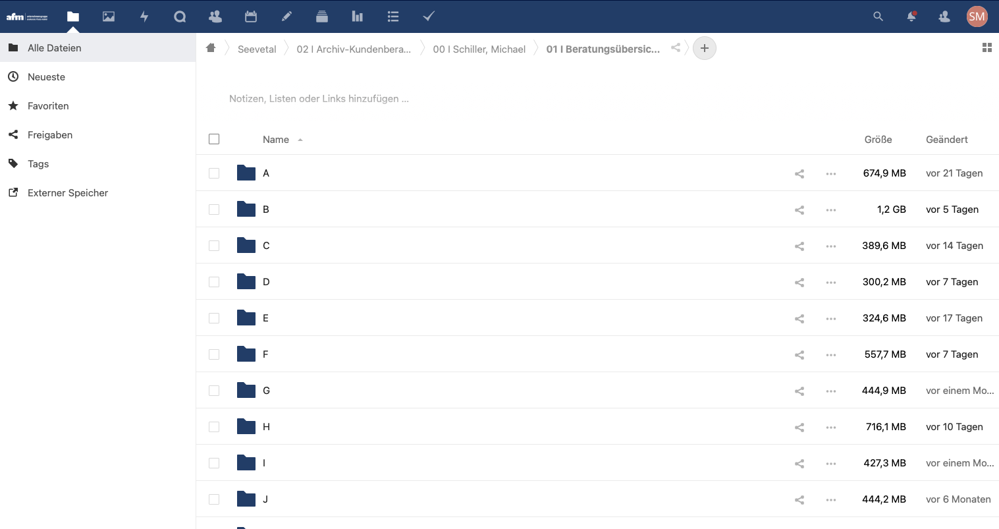 afm
SM
Alle Dateien
Neueste
Favoriten
Freigaben
Tags
Externer Speicher
Seevetal
02 I Archiv-Kundenbera...
00 I Schiller, Michael
01 I Beratungsübersic...
Notizen, Listen oder Links hinzufügen ...
Name Größe Geändert
A 674,9 MB vor 21 Tagen
B 1,2 GB vor 5 Tagen
C 389,6 MB vor 14 Tagen
D 300,2 MB vor 7 Tagen
E 324,6 MB vor 17 Tagen
F 557,7 MB vor 7 Tagen
G 444,9 MB vor einem Mo...
H 716,1 MB vor 10 Tagen
I 427,3 MB vor einem Mo...
J 444,2 MB vor 6 Monaten